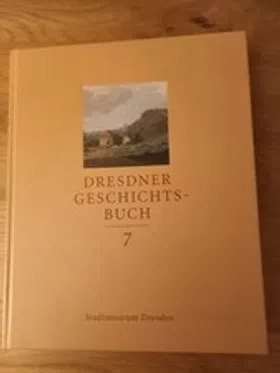 DRESDNER
GESCHICHTS-
BUCH
7
Stadtmuseum Dresden